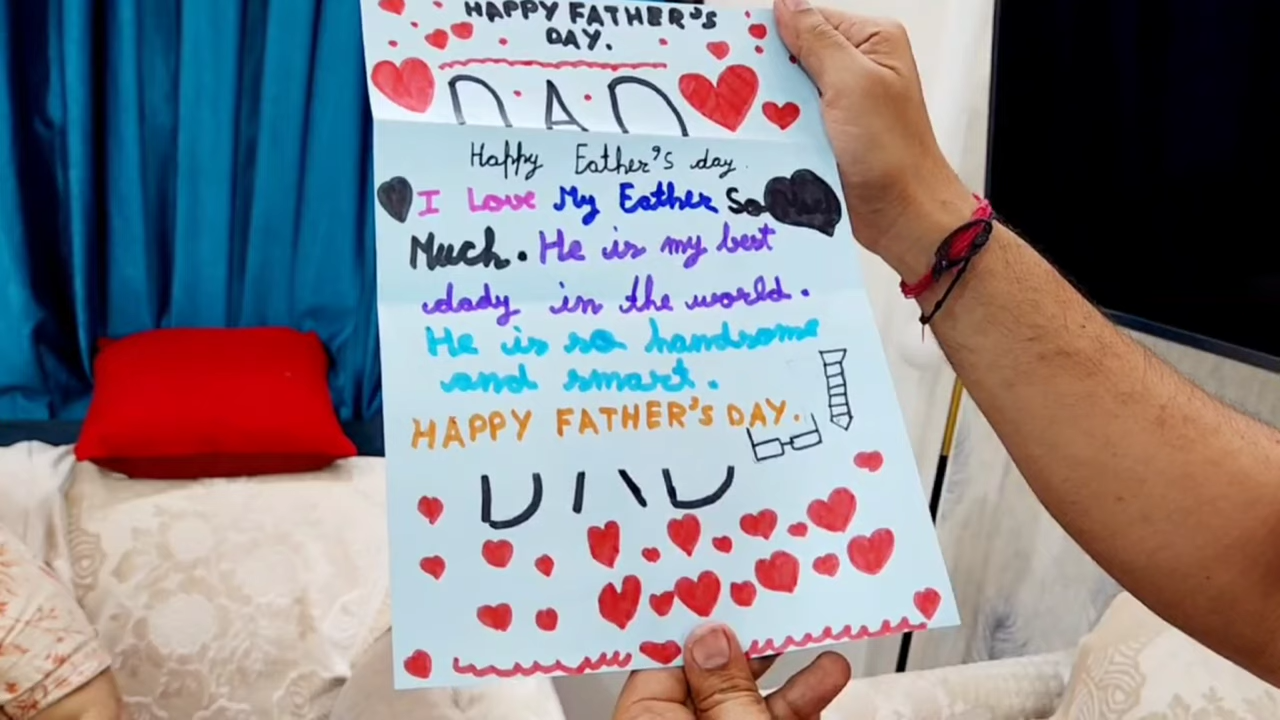 HAPPY FATHER'S
DAY.
DAD
Happy Father's day.
I Love My Father So
Much. He is my best
dady in the world.
He is so handsome
and smart.
HAPPY FATHER'S DAY.
DAD